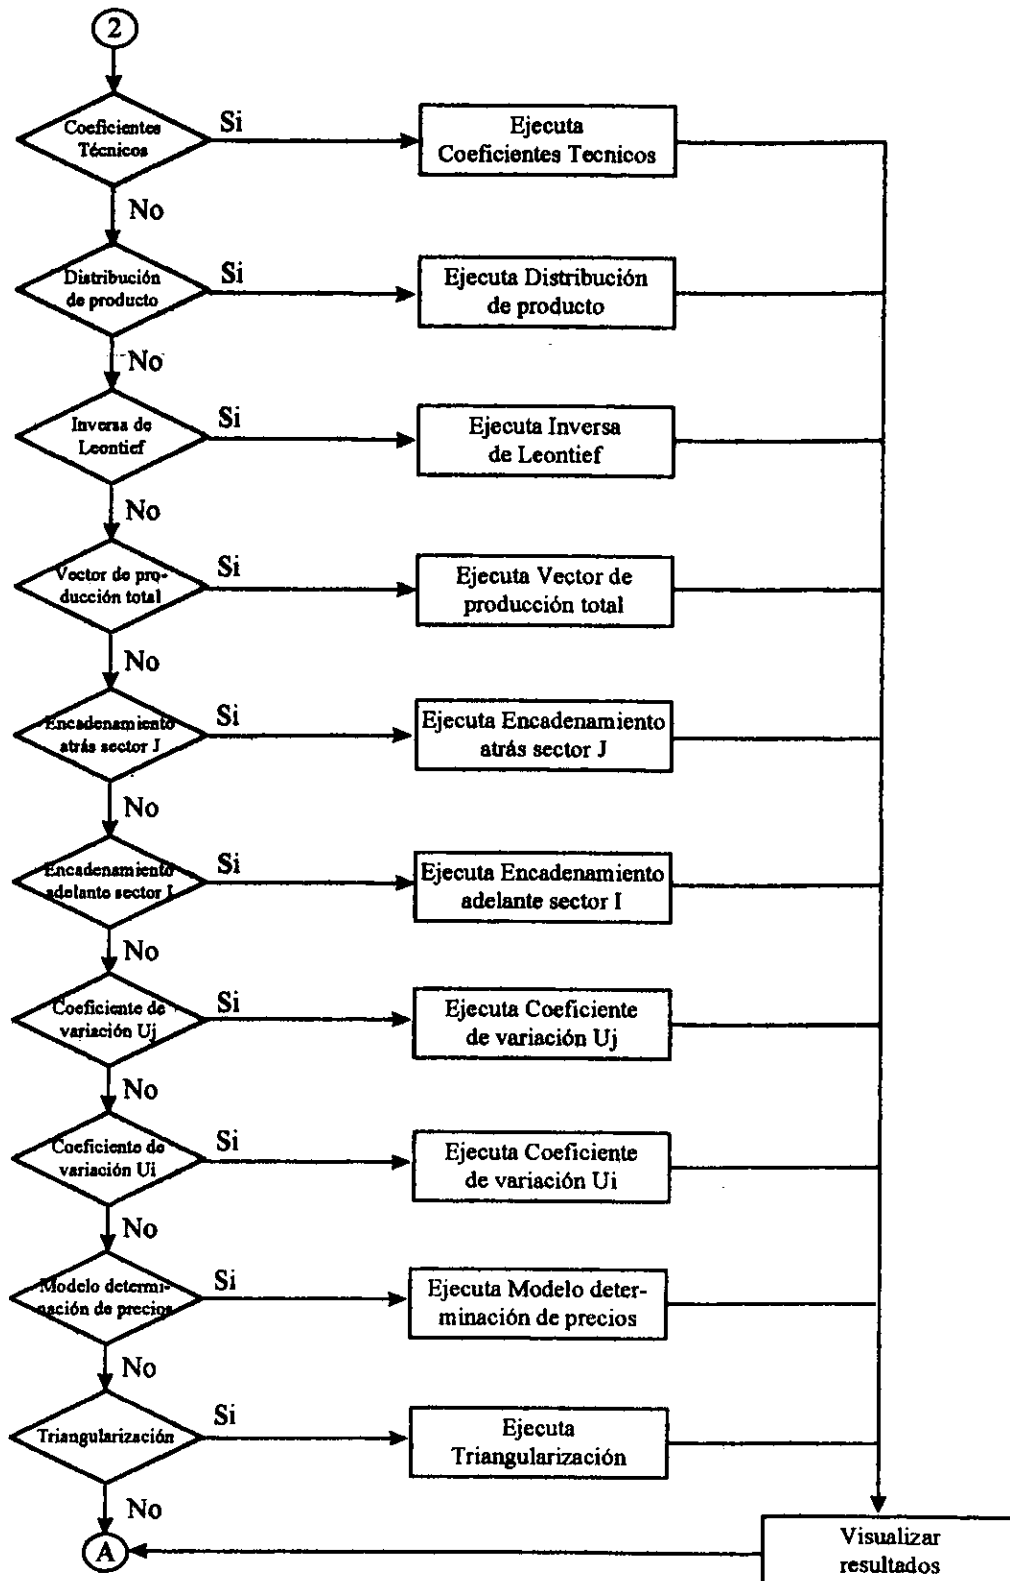 2
Coeficientes
Técnicos
Si
Ejecuta
Coeficientes Tecnicos
No
Distribución
de producto
Si
Ejecuta Distribución
de producto
No
Inversa de
Leontief
Si
Ejecuta Inversa
de Leontief
No
Vector de pro-
ducción total
Si
Ejecuta Vector de
producción total
No
Encadenamiento
atrás sector J
Si
Ejecuta Encadenamiento
atrás sector J
No
Encadenamiento
adelante sector I
Si
Ejecuta Encadenamiento
adelante sector I
No
Coeficiente de
variación Uj
Si
Ejecuta Coeficiente
de variación Uj
No
Coeficiente de
variación Ui
Si
Ejecuta Coeficiente
de variación Ui
No
Modelo determi-
nación de precios
Si
Ejecuta Modelo deter-
minación de precios
No
Triangularización
Si
Ejecuta
Triangularización
No
A
Visualizar
resultados